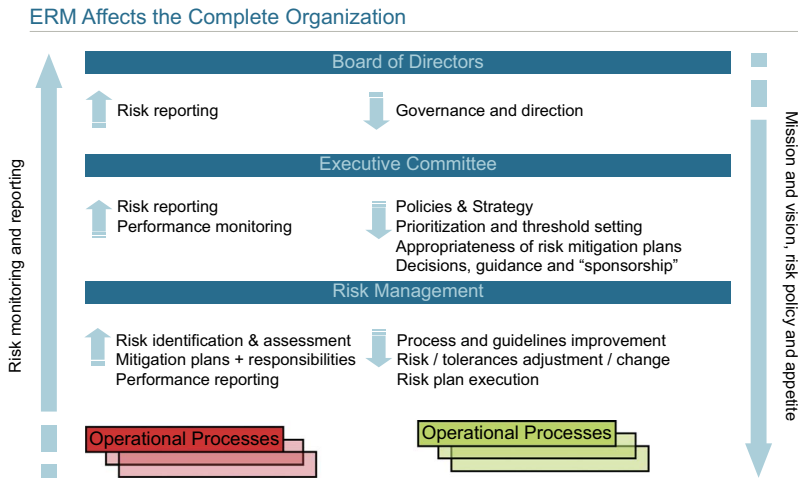 ERM Affects the Complete Organization
Board of Directors
Risk reporting
Governance and direction
Executive Committee
Risk reporting
Performance monitoring
Policies & Strategy
Prioritization and threshold setting
Appropriateness of risk mitigation plans
Decisions, guidance and “sponsorship”
Risk Management
Risk identification & assessment
Mitigation plans + responsibilities
Performance reporting
Process and guidelines improvement
Risk / tolerances adjustment / change
Risk plan execution
Operational Processes
Operational Processes
Risk monitoring and reporting
Mission and vision, risk policy and appetite